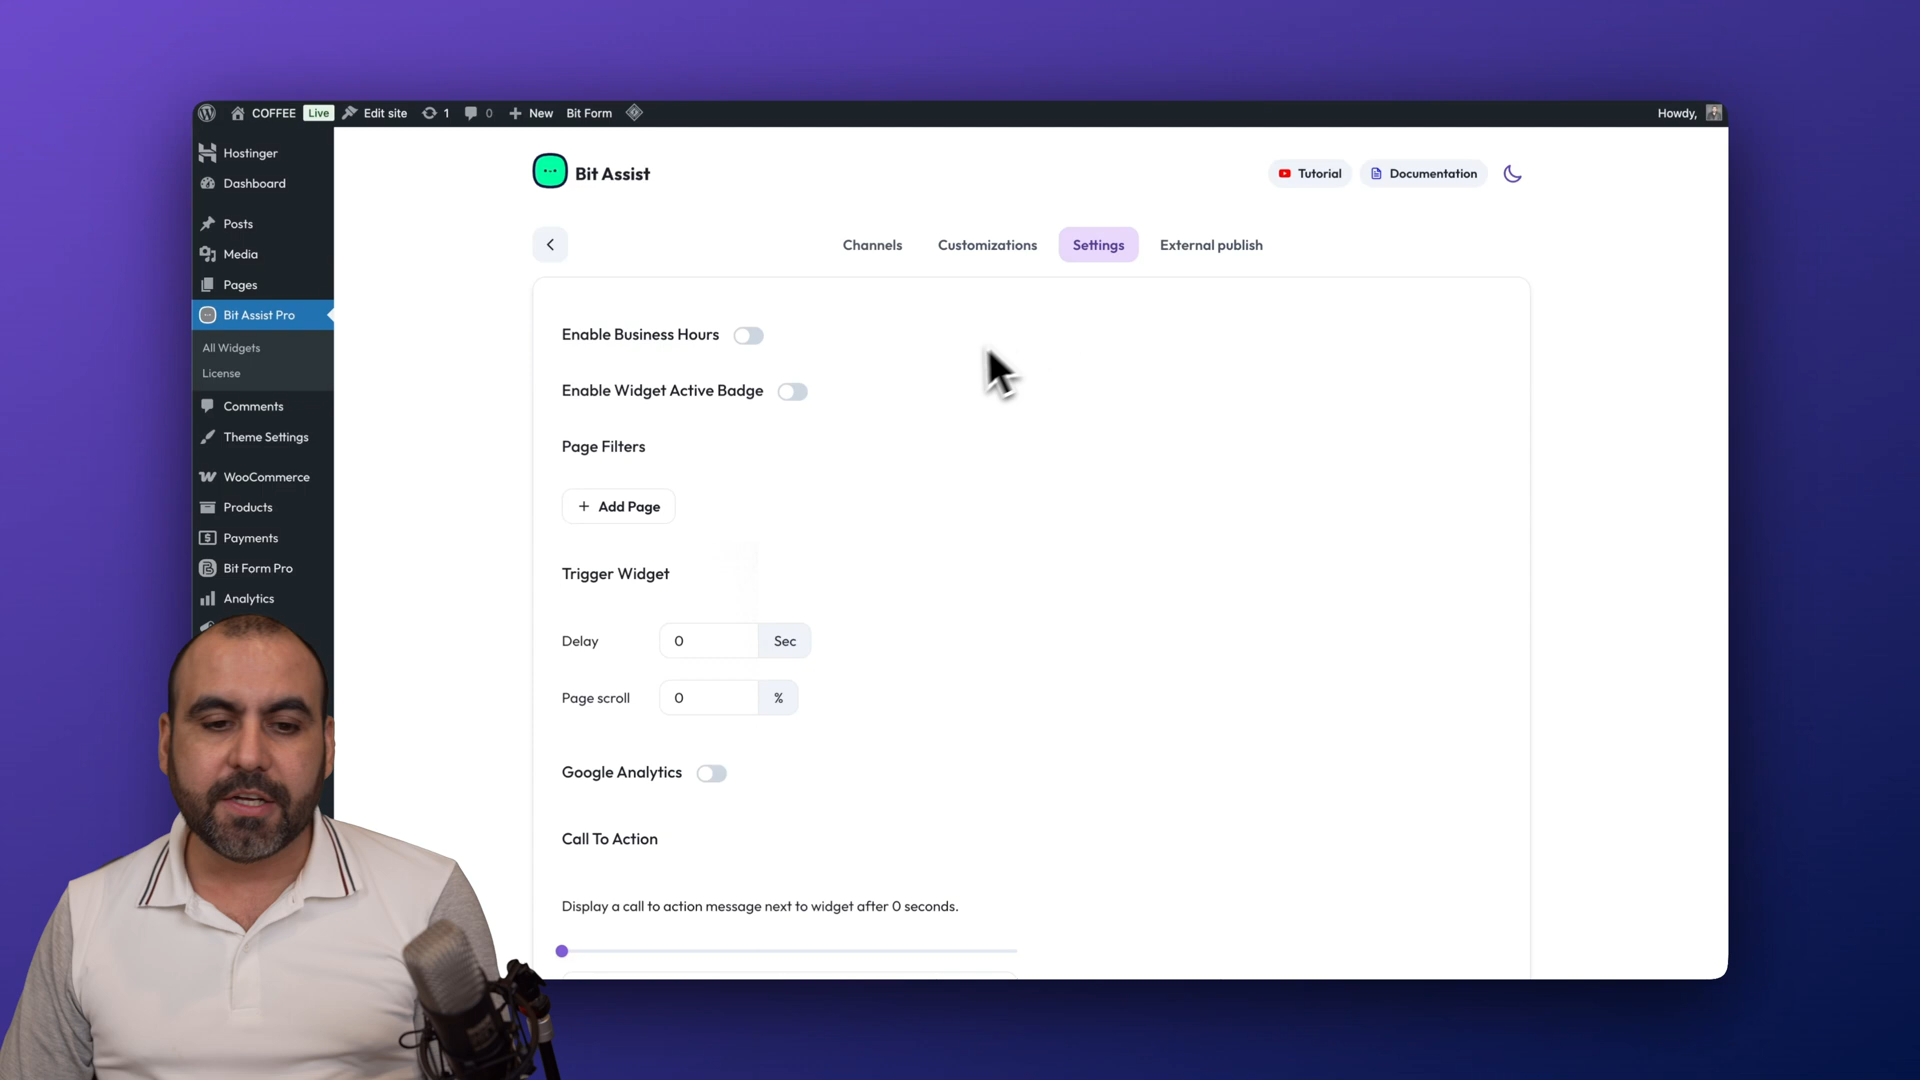 COFFEE Live Edit site 1 0 New Bit Form Howdy,
Hostinger
Dashboard
Posts
Media
Pages
Bit Assist Pro
All Widgets
License
Comments
Theme Settings
WooCommerce
Products
Payments
Bit Form Pro
Analytics
Bit Assist
Tutorial
Documentation
Channels Customizations Settings External publish
Enable Business Hours
Enable Widget Active Badge
Page Filters
+ Add Page
Trigger Widget
Delay 0 Sec
Page scroll 0 %
Google Analytics
Call To Action
Display a call to action message next to widget after 0 seconds.